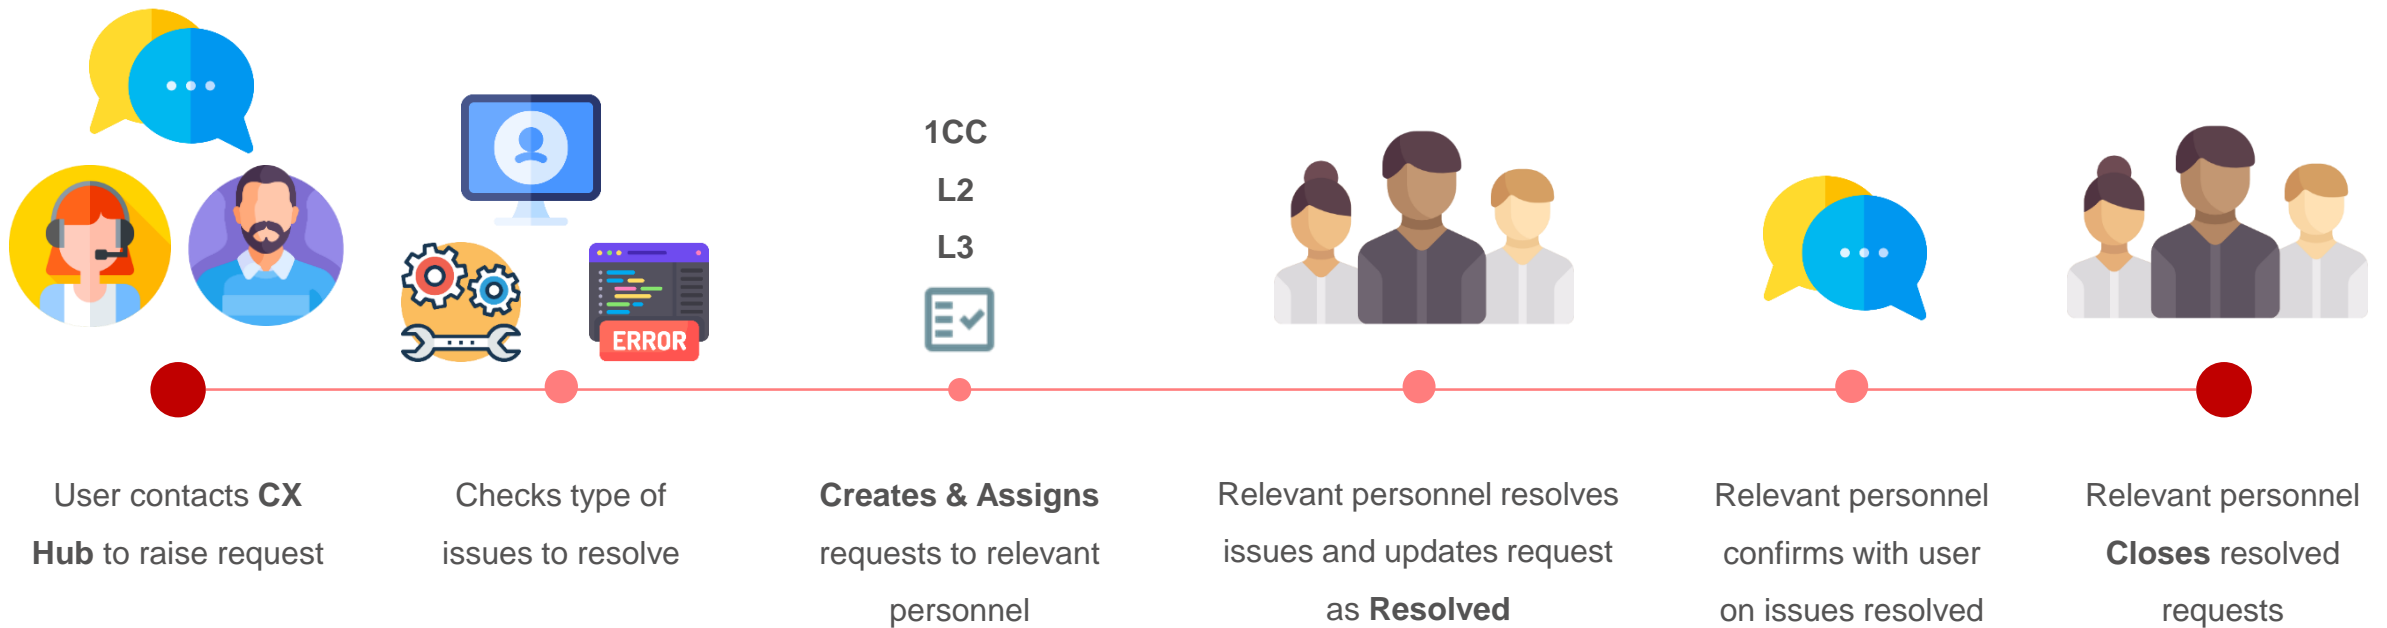 1CC
L2
L3
ERROR
User contacts CX
Hub to raise request
Checks type of
issues to resolve
Creates & Assigns
requests to relevant
personnel
Relevant personnel resolves
issues and updates request
as Resolved
Relevant personnel
confirms with user
on issues resolved
Relevant personnel
Closes resolved
requests